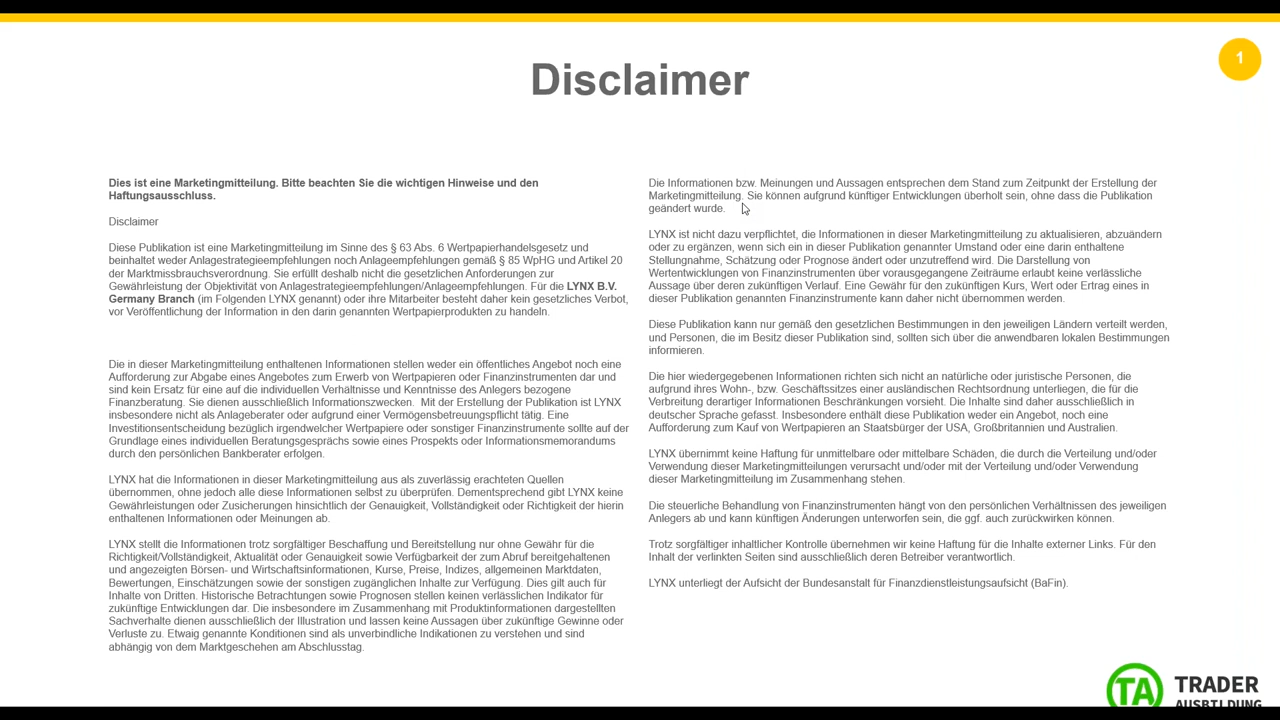 1
Disclaimer
Dies ist eine Marketingmitteilung. Bitte beachten Sie die wichtigen Hinweise und den
Haftungsausschluss.
Disclaimer
Diese Publikation ist eine Marketingmitteilung im Sinne des § 63 Abs. 6 Wertpapierhandelsgesetz und
beinhaltet weder Anlagestrategieempfehlungen noch Anlageempfehlungen gemäß § 85 WpHG und Artikel 20
der Marktmissbrauchsverordnung. Sie erfüllt deshalb nicht die gesetzlichen Anforderungen zur
Gewährleistung der Objektivität von Anlagestrategieempfehlungen/Anlageempfehlungen. Für die LYNX B.V.
Germany Branch (im Folgenden LYNX genannt) oder ihre Mitarbeiter besteht daher kein gesetzliches Verbot,
vor Veröffentlichung der Information in den darin genannten Wertpapierprodukten zu handeln.
Die in dieser Marketingmitteilung enthaltenen Informationen stellen weder ein öffentliches Angebot noch eine
Aufforderung zur Abgabe eines Angebotes zum Erwerb von Wertpapieren oder Finanzinstrumenten dar und
sind kein Ersatz für eine auf die individuellen Verhältnisse und Kenntnisse des Anlegers bezogene
Finanzberatung. Sie dienen ausschließlich Informationszwecken. Mit der Erstellung der Publikation ist LYNX
insbesondere nicht als Anlageberater oder aufgrund einer Vermögensbetreuungspflicht tätig. Eine
Investitionsentscheidung bezüglich irgendwelcher Wertpapiere oder sonstiger Finanzinstrumente sollte auf der
Grundlage eines individuellen Beratungsgesprächs sowie eines Prospekts oder Informationsmemorandums
durch den persönlichen Bankberater erfolgen.
LYNX hat die Informationen in dieser Marketingmitteilung aus als zuverlässig erachteten Quellen
übernommen, ohne jedoch alle diese Informationen selbst zu überprüfen. Dementsprechend gibt LYNX keine
Gewährleistungen oder Zusicherungen hinsichtlich der Genauigkeit, Vollständigkeit oder Richtigkeit der hierin
enthaltenen Informationen oder Meinungen ab.
LYNX stellt die Informationen trotz sorgfältiger Beschaffung und Bereitstellung nur ohne Gewähr für die
Richtigkeit/Vollständigkeit, Aktualität oder Genauigkeit sowie Verfügbarkeit der zum Abruf bereitgehaltenen
und angezeigten Börsen- und Wirtschaftsinformationen, Kurse, Preise, Indizes, allgemeinen Marktdaten,
Bewertungen, Einschätzungen sowie der sonstigen zugänglichen Inhalte zur Verfügung. Dies gilt auch für
Inhalte von Dritten. Historische Betrachtungen sowie Prognosen stellen keinen verlässlichen Indikator für
zukünftige Entwicklungen dar. Die insbesondere im Zusammenhang mit Produktinformationen dargestellten
Sachverhalte dienen ausschließlich der Illustration und lassen keine Aussagen über zukünftige Gewinne oder
Verluste zu. Etwaig genannte Konditionen sind als unverbindliche Indikationen zu verstehen und sind
abhängig von dem Marktgeschehen am Abschlusstag.
Die Informationen bzw. Meinungen und Aussagen entsprechen dem Stand zum Zeitpunkt der Erstellung der
Marketingmitteilung. Sie können aufgrund künftiger Entwicklungen überholt sein, ohne dass die Publikation
geändert wurde.
LYNX ist nicht dazu verpflichtet, die Informationen in dieser Marketingmitteilung zu aktualisieren, abzuändern
oder zu ergänzen, wenn sich ein in dieser Publikation genannter Umstand oder eine darin enthaltene
Stellungnahme, Schätzung oder Prognose ändert oder unzutreffend wird. Die Darstellung von
Wertentwicklungen von Finanzinstrumenten über vorausgegangene Zeiträume erlaubt keine verlässliche
Aussage über deren zukünftigen Verlauf. Eine Gewähr für den zukünftigen Kurs, Wert oder Ertrag eines in
dieser Publikation genannten Finanzinstrumente kann daher nicht übernommen werden.
Diese Publikation kann nur gemäß den gesetzlichen Bestimmungen in den jeweiligen Ländern verteilt werden,
und Personen, die im Besitz dieser Publikation sind, sollten sich über die anwendbaren lokalen Bestimmungen
informieren.
Die hier wiedergegebenen Informationen richten sich nicht an natürliche oder juristische Personen, die
aufgrund ihres Wohn-, bzw. Geschäftssitzes einer ausländischen Rechtsordnung unterliegen, die für die
Verbreitung derartiger Informationen Beschränkungen vorsieht. Die Inhalte sind daher ausschließlich in
deutscher Sprache gefasst. Insbesondere enthält diese Publikation weder ein Angebot, noch eine
Aufforderung zum Kauf von Wertpapieren an Staatsbürger der USA, Großbritannien und Australien.
LYNX übernimmt keine Haftung für unmittelbare oder mittelbare Schäden, die durch die Verteilung und/oder
Verwendung dieser Marketingmitteilungen verursacht und/oder mit der Verteilung und/oder Verwendung
dieser Marketingmitteilung im Zusammenhang stehen.
Die steuerliche Behandlung von Finanzinstrumenten hängt von den persönlichen Verhältnissen des jeweiligen
Anlegers ab und kann künftigen Änderungen unterworfen sein, die ggf. auch zurückwirken können.
Trotz sorgfältiger inhaltlicher Kontrolle übernehmen wir keine Haftung für die Inhalte externer Links. Für den
Inhalt der verlinkten Seiten sind ausschließlich deren Betreiber verantwortlich.
LYNX unterliegt der Aufsicht der Bundesanstalt für Finanzdienstleistungsaufsicht (BaFin).
TA TRADER
AUSBILDUNG